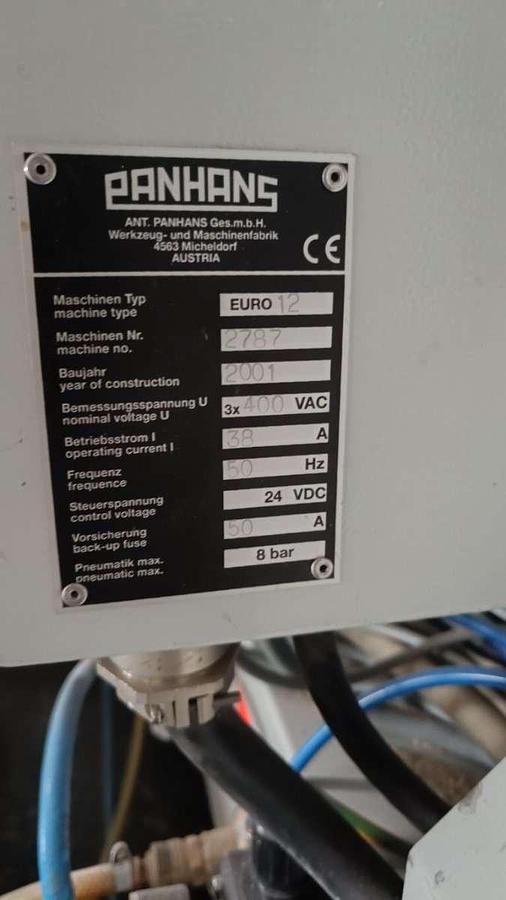 PANHANS
ANT. PANHANS Ges.m.b.H.
Werkzeug- und Maschinenfabrik
4563 Micheldorf
AUSTRIA
CE
Maschinen Typ
machine type
EURO 12
Maschinen Nr.
machine no.
2787
Baujahr
year of construction
2001
Bemessungsspannung U
nominal voltage U
3x 400 VAC
Betriebsstrom I
operating current I
38 A
Frequenz
frequence
50 Hz
Steuerspannung
control voltage
24 VDC
Vorsicherung
back-up fuse
50 A
Pneumatik max.
pneumatic max.
8 bar